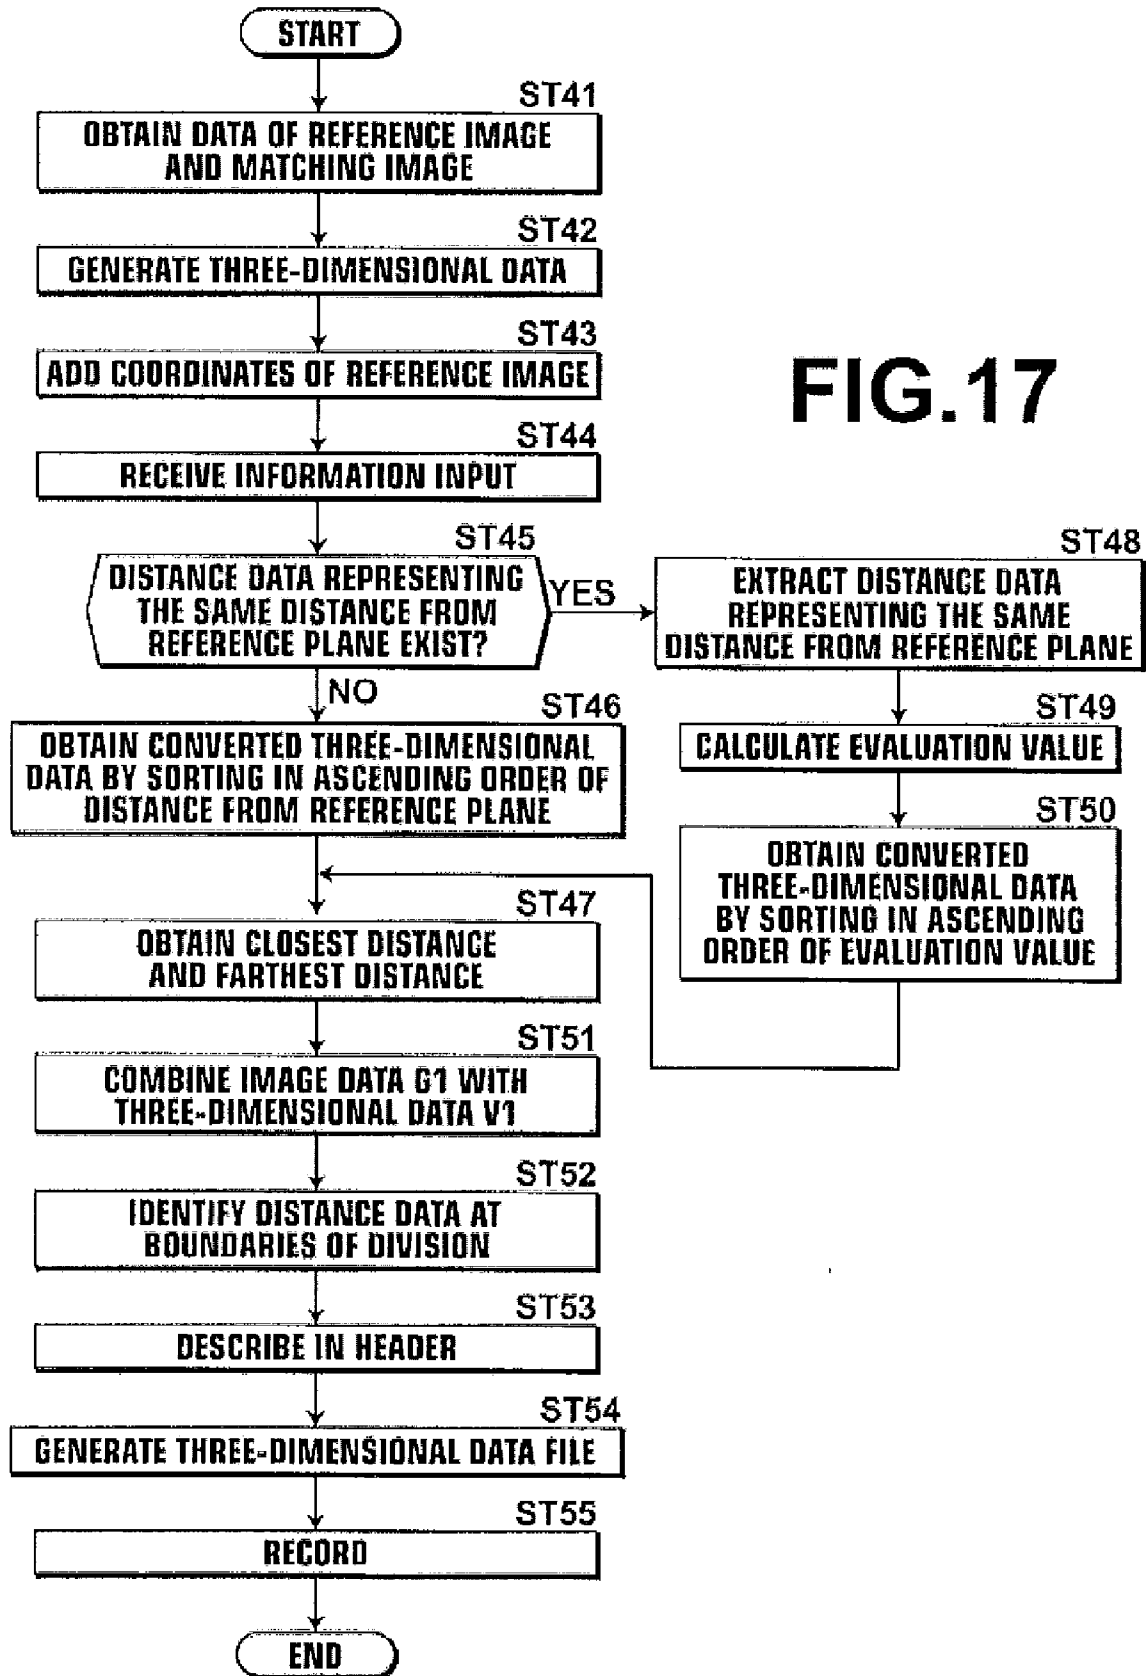 START
ST41
OBTAIN DATA OF REFERENCE IMAGE
AND MATCHING IMAGE
ST42
GENERATE THREE-DIMENSIONAL DATA
ST43
ADD COORDINATES OF REFERENCE IMAGE
FIG.17
ST44
RECEIVE INFORMATION INPUT
ST45
DISTANCE DATA REPRESENTING
THE SAME DISTANCE FROM
REFERENCE PLANE EXIST?
YES
NO
ST48
EXTRACT DISTANCE DATA
REPRESENTING THE SAME
DISTANCE FROM REFERENCE PLANE
ST46
OBTAIN CONVERTED THREE-DIMENSIONAL
DATA BY SORTING IN ASCENDING ORDER OF
DISTANCE FROM REFERENCE PLANE
ST49
CALCULATE EVALUATION VALUE
ST50
OBTAIN CONVERTED
THREE-DIMENSIONAL DATA
BY SORTING IN ASCENDING
ORDER OF EVALUATION VALUE
ST47
OBTAIN CLOSEST DISTANCE
AND FARTHEST DISTANCE
ST51
COMBINE IMAGE DATA G1 WITH
THREE-DIMENSIONAL DATA V1
ST52
IDENTIFY DISTANCE DATA AT
BOUNDARIES OF DIVISION
ST53
DESCRIBE IN HEADER
ST54
GENERATE THREE-DIMENSIONAL DATA FILE
ST55
RECORD
END